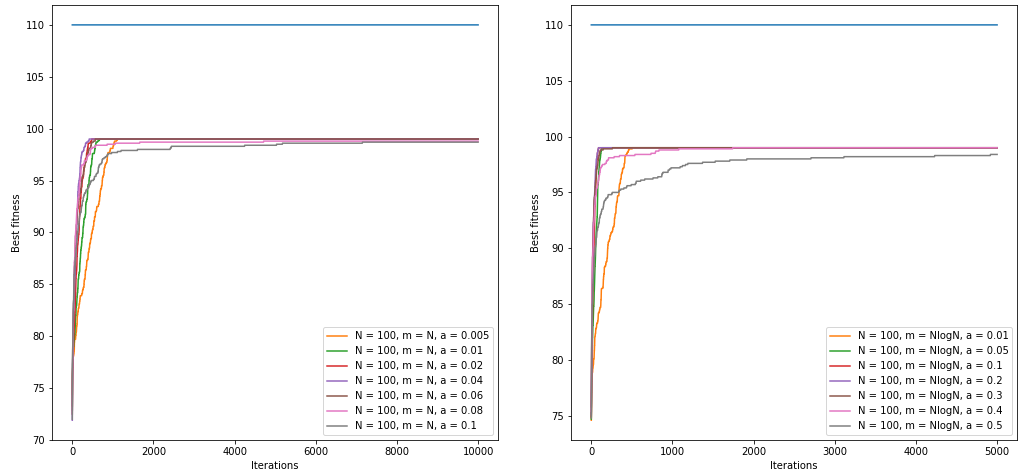 110
105
100
95
90
85
80
75
70
Best fitness
0
2000
4000
6000
8000
10000
Iterations
N = 100, m = N, a = 0.005
N = 100, m = N, a = 0.01
N = 100, m = N, a = 0.02
N = 100, m = N, a = 0.04
N = 100, m = N, a = 0.06
N = 100, m = N, a = 0.08
N = 100, m = N, a = 0.1
110
105
100
95
90
85
80
75
Best fitness
0
1000
2000
3000
4000
5000
Iterations
N = 100, m = NlogN, a = 0.01
N = 100, m = NlogN, a = 0.05
N = 100, m = NlogN, a = 0.1
N = 100, m = NlogN, a = 0.2
N = 100, m = NlogN, a = 0.3
N = 100, m = NlogN, a = 0.4
N = 100, m = NlogN, a = 0.5